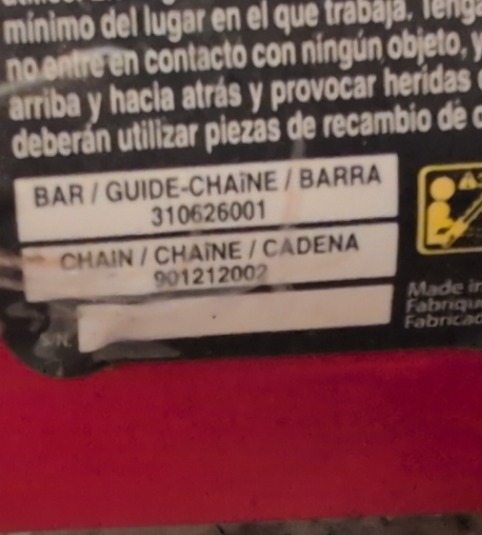 mínimo del lugar en el que trabaja. Tenga
no entre en contacto con ningún objeto, y
arriba y hacia atrás y provocar heridas
deberán utilizar piezas de recambio de
BAR / GUIDE-CHAÎNE / BARRA
310626001
CHAIN / CHAÎNE / CADENA
901212002
S/N:
Made in
Fabriqu
Fabricad